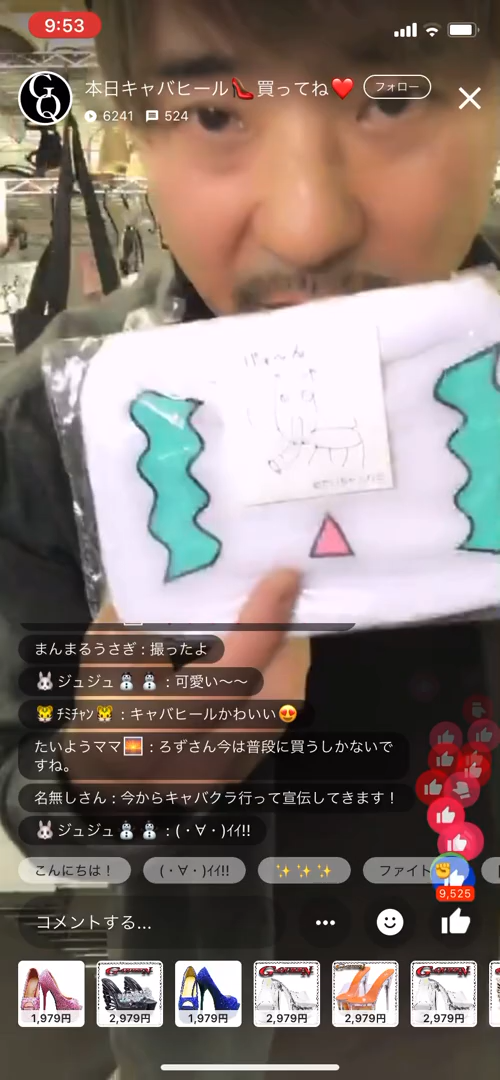 9:53
GQ
本日キャバヒール👠買ってね❤️
フォロー
6241 524
まんまるうさぎ : 撮ったよ
🐰ジュジュ⛄⛄ : 可愛い〜〜
🐯ﾁﾐﾁｬﾝ🐯 : キャバヒールかわいい😍
たいようママ🌅 : ろずさん今は普段に買うしかないで
すね。
名無しさん : 今からキャバクラ行って宣伝してきます！
🐰ジュジュ⛄⛄ : (・∀・)ｲｲ!!
こんにちは！ (・∀・)ｲｲ!! ✨✨✨ ファイト✊
9,525
コメントする...
1,979円 2,979円 1,979円 2,979円 2,979円 2,979円